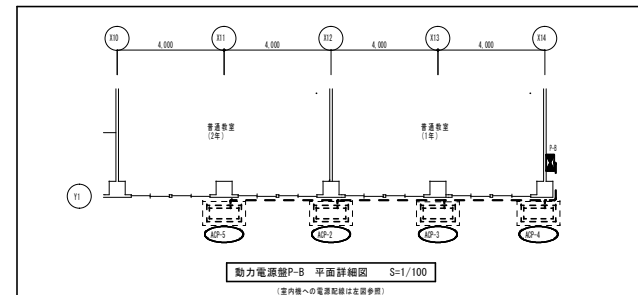 X10 X11 X12 X13 X14
4,000 4,000 4,000 4,000
普通教室 普通教室
(2年) (1年)
P-B
Y1
ACP-5 ACP-2 ACP-3 ACP-4
動力電源盤P-B 平面詳細図 S=1/100
(室内機への電源配線は左図参照)